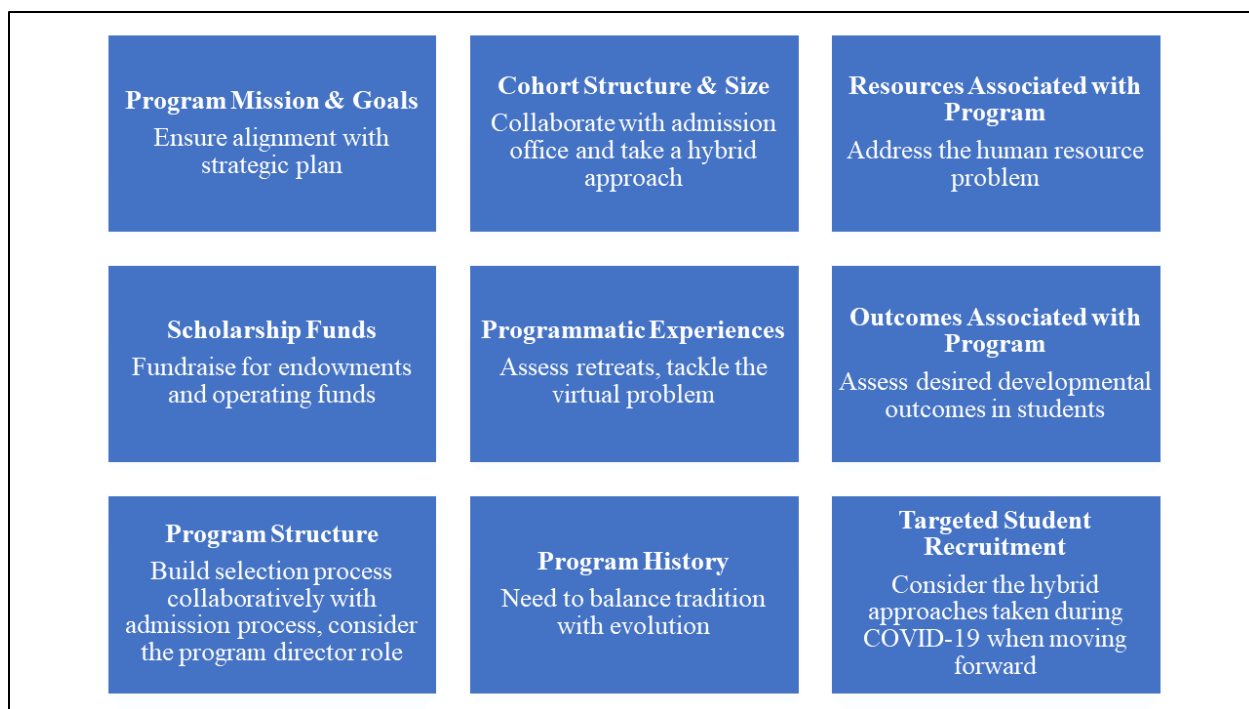 Program Mission & Goals
Ensure alignment with
strategic plan
Cohort Structure & Size
Collaborate with admission
office and take a hybrid
approach
Resources Associated with
Program
Address the human resource
problem
Scholarship Funds
Fundraise for endowments
and operating funds
Programmatic Experiences
Assess retreats, tackle the
virtual problem
Outcomes Associated with
Program
Assess desired developmental
outcomes in students
Program Structure
Build selection process
collaboratively with
admission process, consider
the program director role
Program History
Need to balance tradition
with evolution
Targeted Student
Recruitment
Consider the hybrid
approaches taken during
COVID-19 when moving
forward